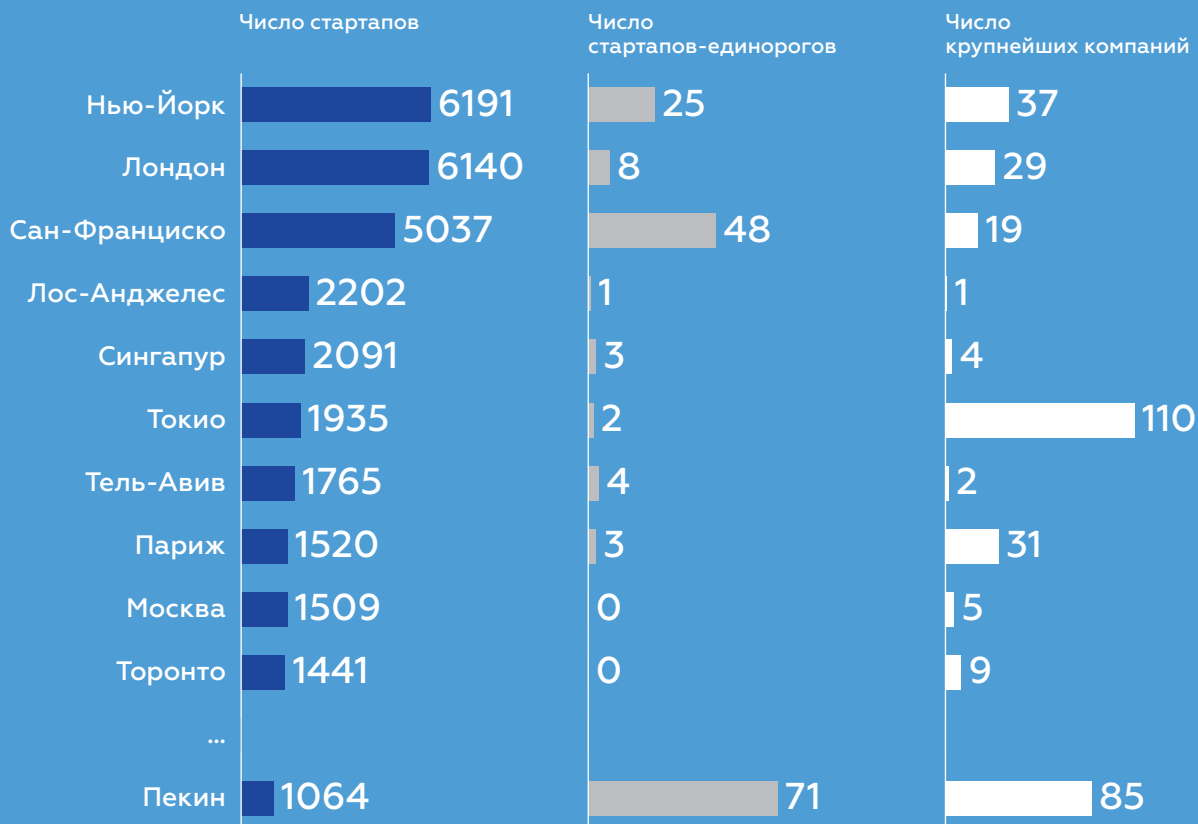 Число стартапов
Число
стартапов-единорогов
Число
крупнейших компаний
Нью-Йорк 6191 25 37
Лондон 6140 8 29
Сан-Франциско 5037 48 19
Лос-Анджелес 2202 1 1
Сингапур 2091 3 4
Токио 1935 2 110
Тель-Авив 1765 4 2
Париж 1520 3 31
Москва 1509 0 5
Торонто 1441 0 9
...
Пекин 1064 71 85